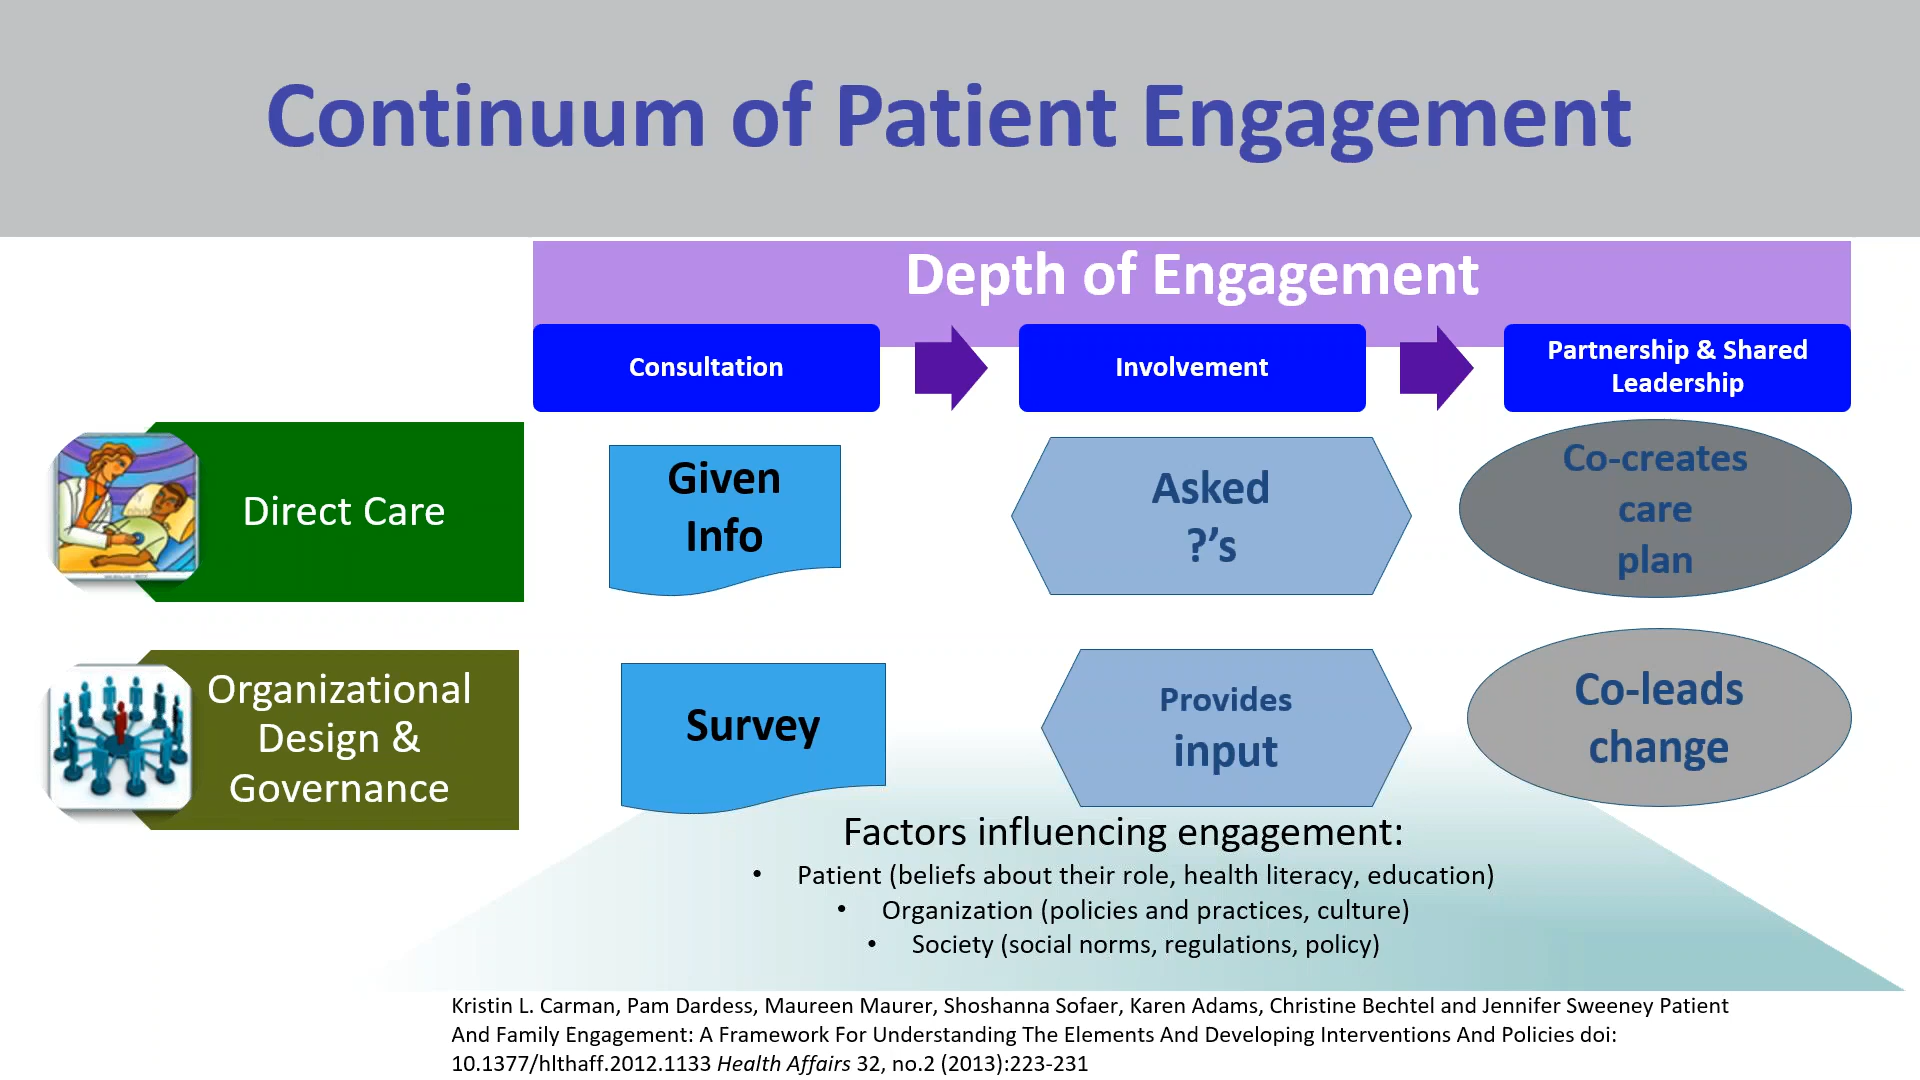 Continuum of Patient Engagement
Depth of Engagement
Consultation
Involvement
Partnership & Shared
Leadership
Direct Care
Given
Info
Asked
?’s
Co-creates
care
plan
Organizational
Design &
Governance
Survey
Provides
input
Co-leads
change
Factors influencing engagement:
• Patient (beliefs about their role, health literacy, education)
• Organization (policies and practices, culture)
• Society (social norms, regulations, policy)
Kristin L. Carman, Pam Dardess, Maureen Maurer, Shoshanna Sofaer, Karen Adams, Christine Bechtel and Jennifer Sweeney Patient
And Family Engagement: A Framework For Understanding The Elements And Developing Interventions And Policies doi:
10.1377/hlthaff.2012.1133 Health Affairs 32, no.2 (2013):223-231